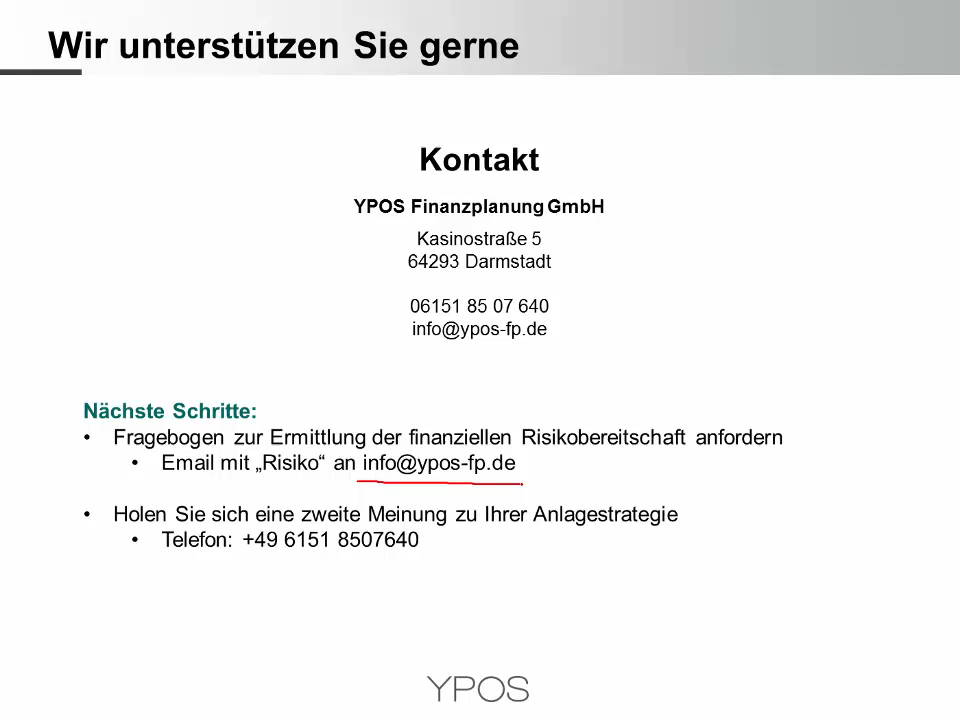 Wir unterstützen Sie gerne
Kontakt
YPOS Finanzplanung GmbH
Kasinostraße 5
64293 Darmstadt
06151 85 07 640
info@ypos-fp.de
Nächste Schritte:
• Fragebogen zur Ermittlung der finanziellen Risikobereitschaft anfordern
• Email mit „Risiko“ an info@ypos-fp.de
• Holen Sie sich eine zweite Meinung zu Ihrer Anlagestrategie
• Telefon: +49 6151 8507640
YPOS